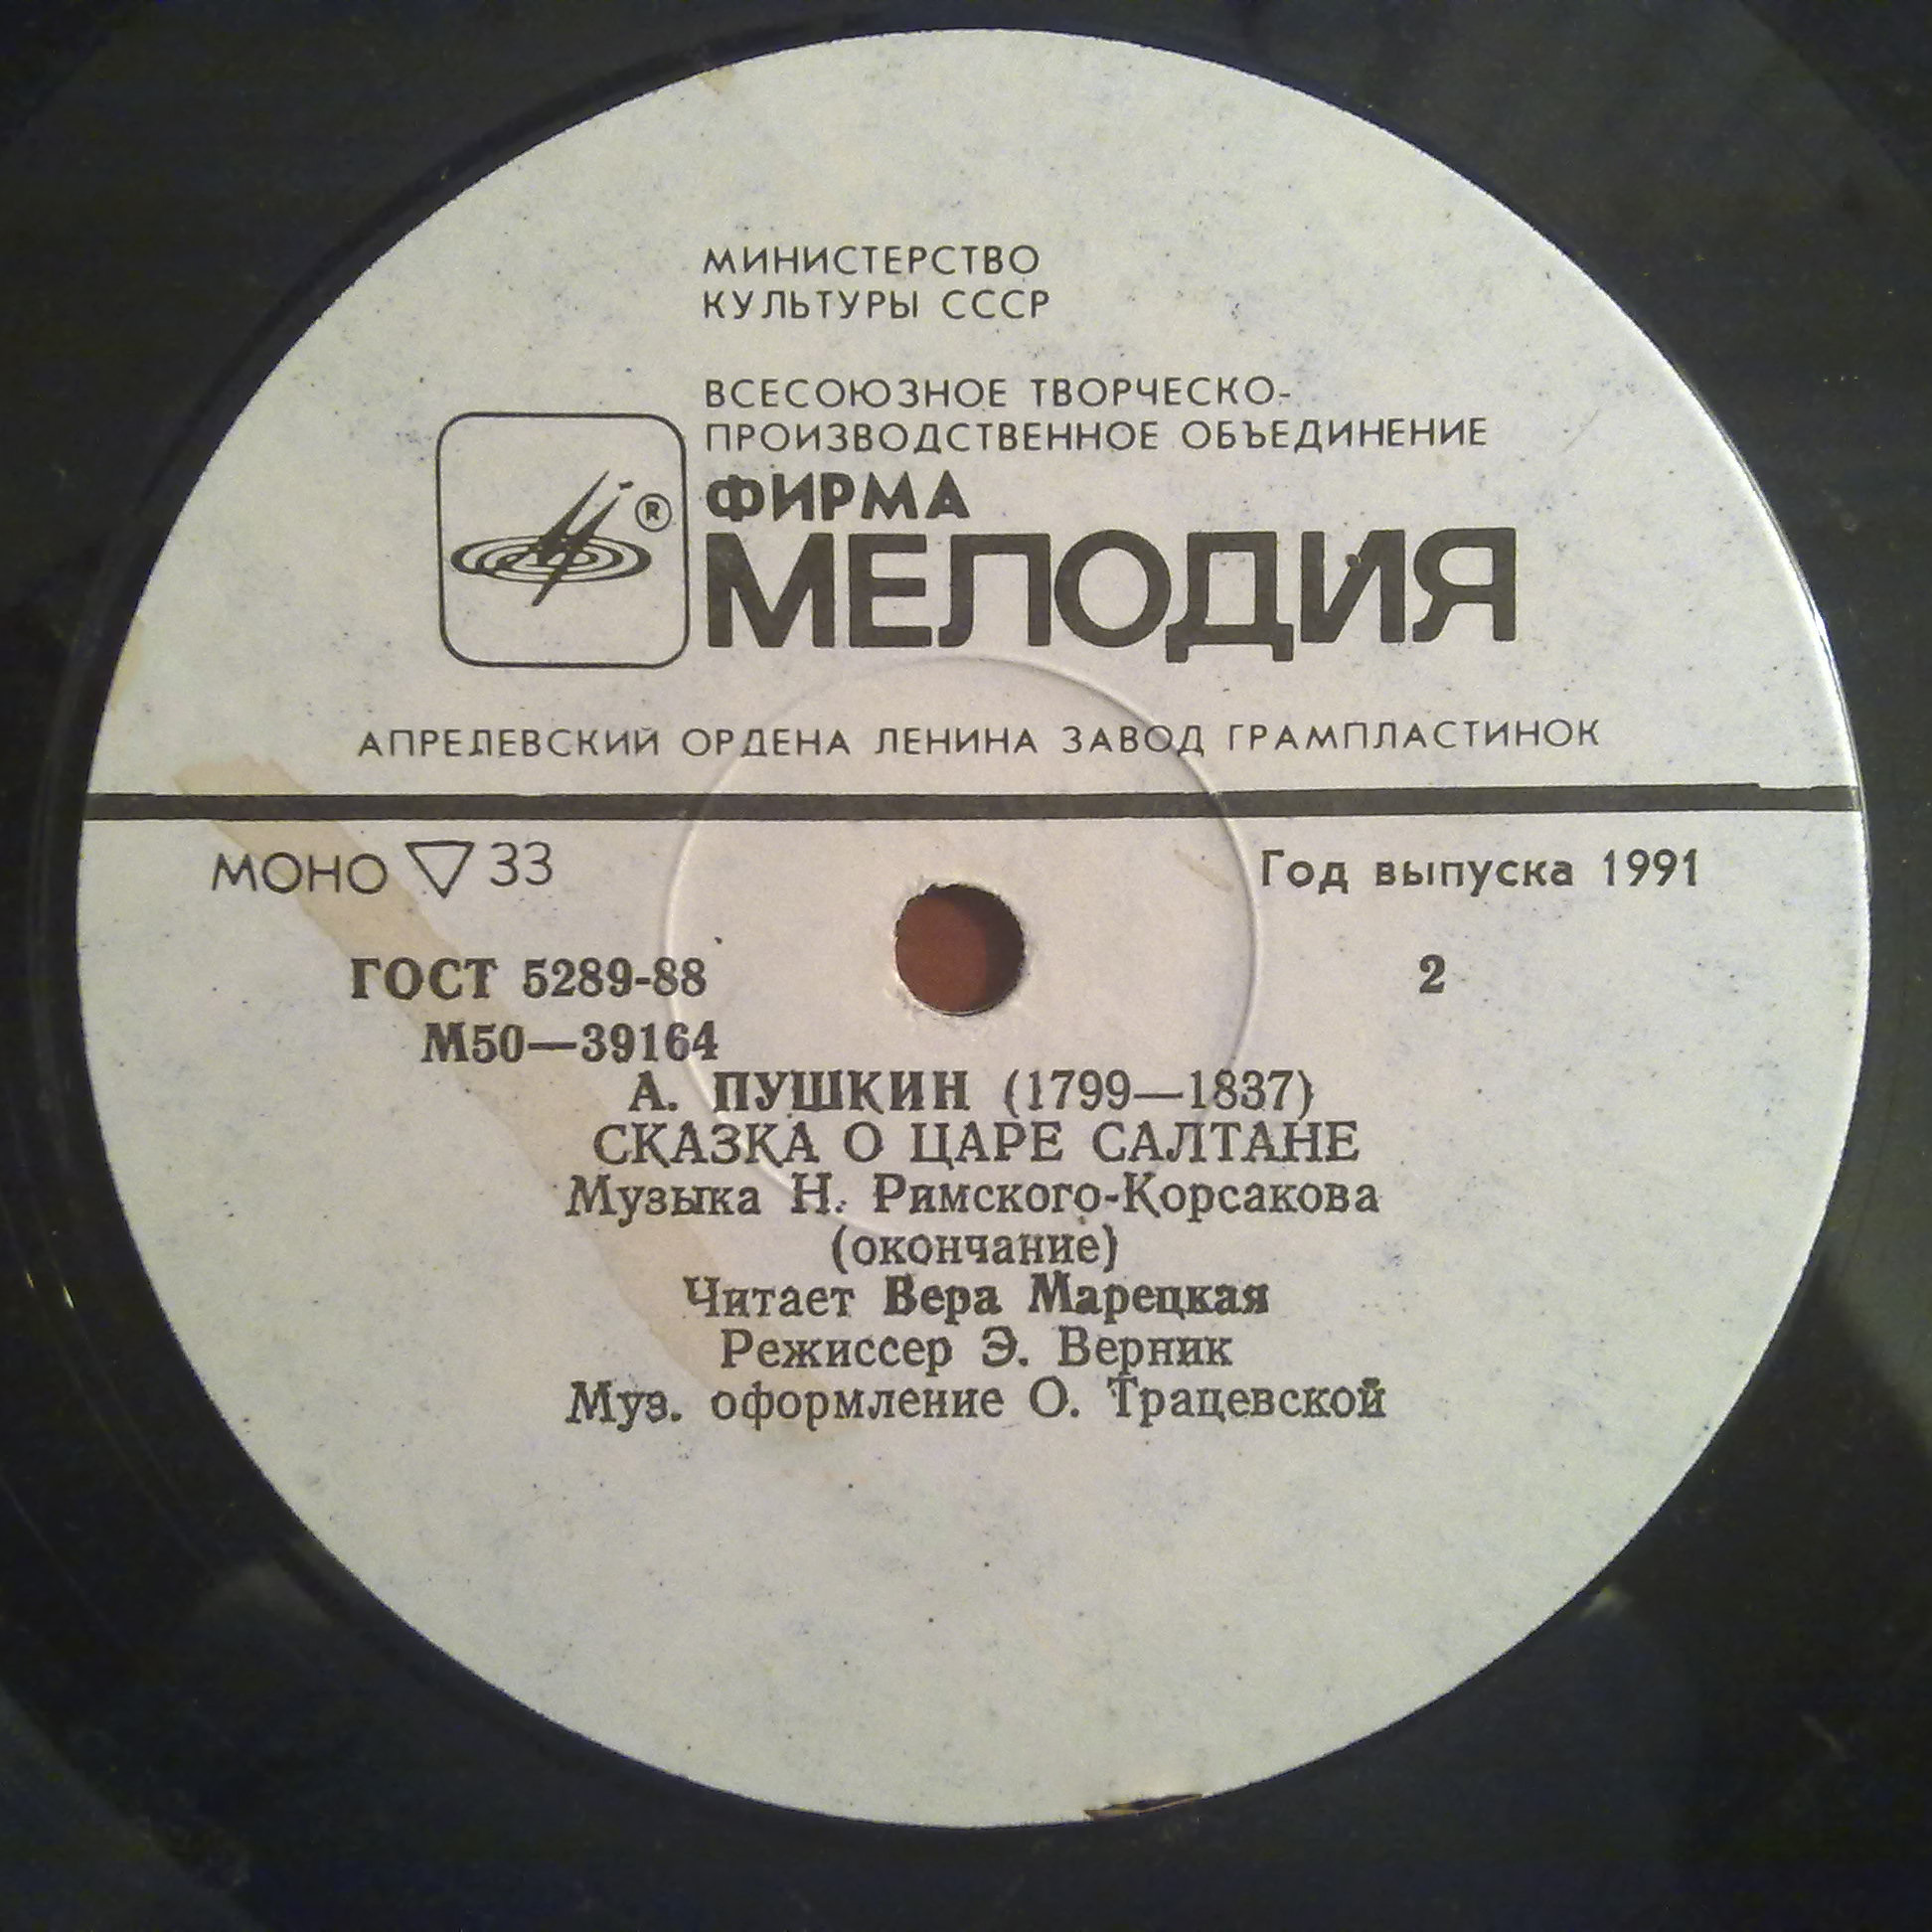 МИНИСТЕРСТВО
КУЛЬТУРЫ СССР
ВСЕСОЮЗНОЕ ТВОРЧЕСКО-
ПРОИЗВОДСТВЕННОЕ ОБЪЕДИНЕНИЕ
®
ФИРМА
МЕЛОДИЯ
АПРЕЛЕВСКИЙ ОРДЕНА ЛЕНИНА ЗАВОД ГРАМПЛАСТИНОК
МОНО ▽ 33 Год выпуска 1991
ГОСТ 5289-88 2
М50—39164
А. ПУШКИН (1799—1837)
СКАЗКА О ЦАРЕ САЛТАНЕ
Музыка Н. Римского-Корсакова
(окончание)
Читает Вера Марецкая
Режиссер Э. Верник
Муз. оформление О. Трацевской